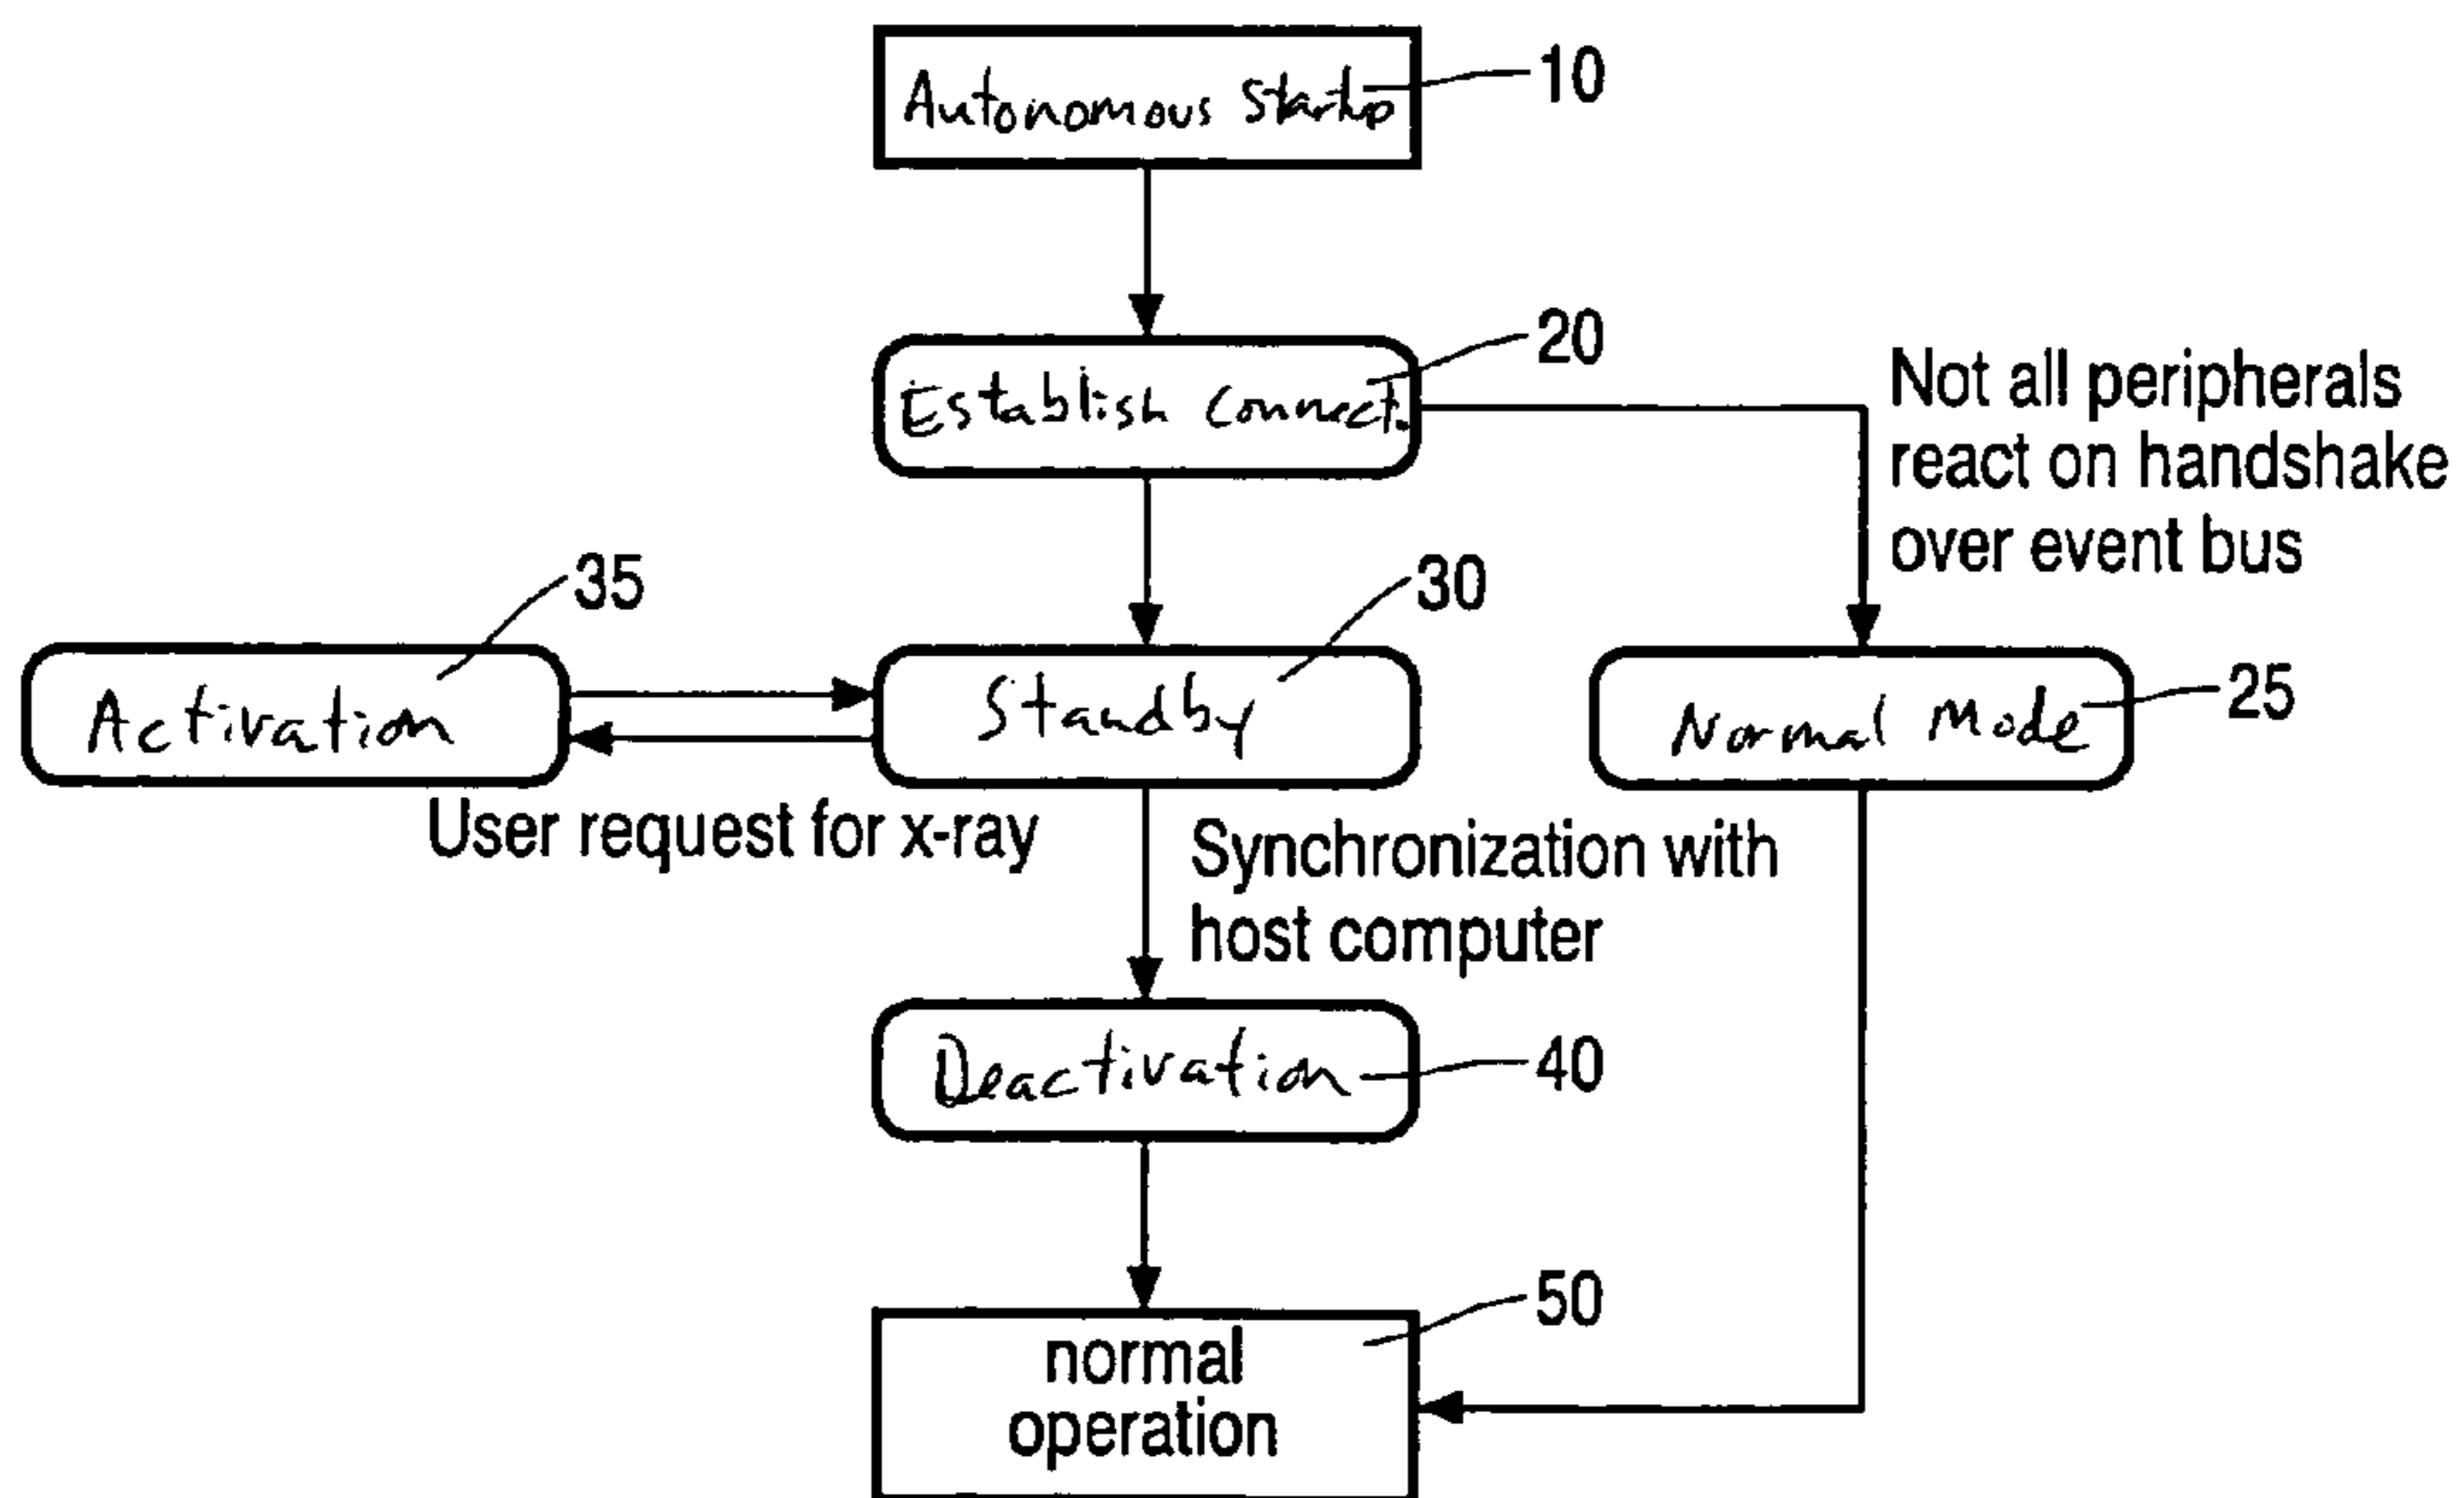 Autonomous Startup
10
Establish Connect.
20
Not all peripherals
react on handshake
over event bus
35
30
Activation
Standby
Normal Mode
25
User request for x-ray
Synchronization with
host computer
Deactivation
40
50
normal
operation